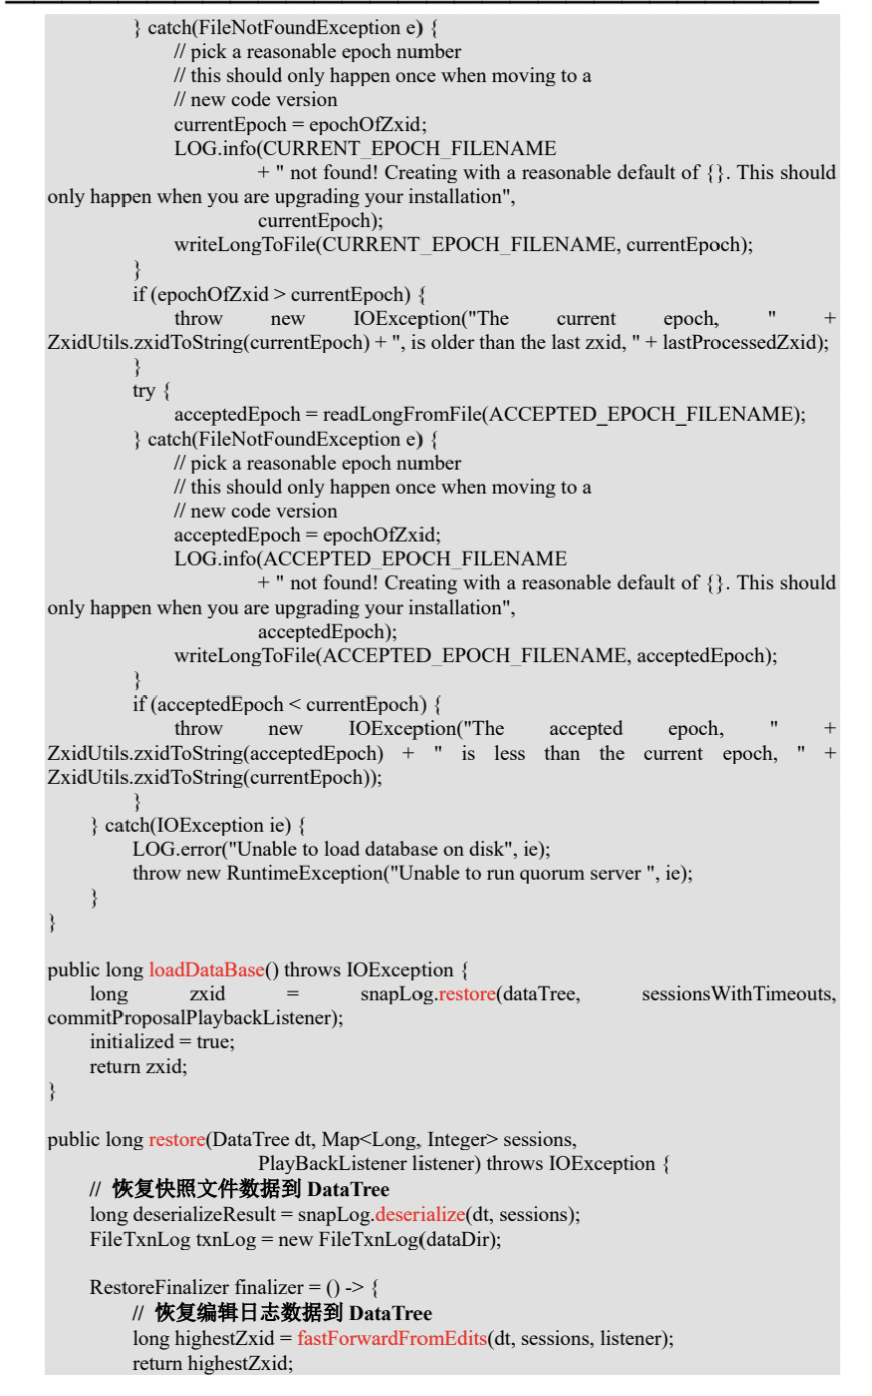 } catch(FileNotFoundException e) {
// pick a reasonable epoch number
// this should only happen once when moving to a
// new code version
currentEpoch = epochOfZxid;
LOG.info(CURRENT_EPOCH_FILENAME
+ " not found! Creating with a reasonable default of {}. This should
only happen when you are upgrading your installation",
currentEpoch);
writeLongToFile(CURRENT_EPOCH_FILENAME, currentEpoch);
}
if (epochOfZxid > currentEpoch) {
throw new IOException("The current epoch, " +
ZxidUtils.zxidToString(currentEpoch) + ", is older than the last zxid, " + lastProcessedZxid);
}
try {
acceptedEpoch = readLongFromFile(ACCEPTED_EPOCH_FILENAME);
} catch(FileNotFoundException e) {
// pick a reasonable epoch number
// this should only happen once when moving to a
// new code version
acceptedEpoch = epochOfZxid;
LOG.info(ACCEPTED_EPOCH_FILENAME
+ " not found! Creating with a reasonable default of {}. This should
only happen when you are upgrading your installation",
acceptedEpoch);
writeLongToFile(ACCEPTED_EPOCH_FILENAME, acceptedEpoch);
}
if (acceptedEpoch < currentEpoch) {
throw new IOException("The accepted epoch, " +
ZxidUtils.zxidToString(acceptedEpoch) + " is less than the current epoch, " +
ZxidUtils.zxidToString(currentEpoch));
}
} catch(IOException ie) {
LOG.error("Unable to load database on disk", ie);
throw new RuntimeException("Unable to run quorum server ", ie);
}
}
public long loadDataBase() throws IOException {
long zxid = snapLog.restore(dataTree, sessionsWithTimeouts,
commitProposalPlaybackListener);
initialized = true;
return zxid;
}
public long restore(DataTree dt, Map<Long, Integer> sessions,
PlayBackListener listener) throws IOException {
// 恢复快照文件数据到 DataTree
long deserializeResult = snapLog.deserialize(dt, sessions);
FileTxnLog txnLog = new FileTxnLog(dataDir);
RestoreFinalizer finalizer = () -> {
// 恢复编辑日志数据到 DataTree
long highestZxid = fastForwardFromEdits(dt, sessions, listener);
return highestZxid;